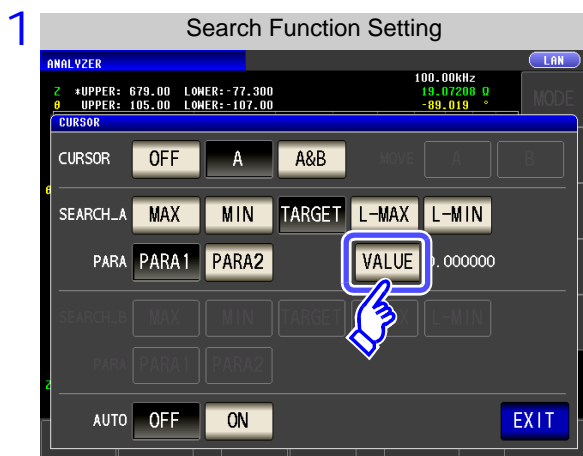 1 Search Function Setting
ANALYZER LAN
100.00kHz
Z *UPPER: 679.00 LOWER:-77.300 19.07208 Ω
θ UPPER: 105.00 LOWER:-107.00 -89.019 °
MODE
CURSOR
CURSOR OFF A A&B MOVE A B
θ
SEARCH_A MAX MIN TARGET L-MAX L-MIN
PARA PARA1 PARA2 VALUE .000000
SEARCH_B MAX MIN TARGET L-MIN
PARA PARA1 PARA2
Z
AUTO OFF ON EXIT